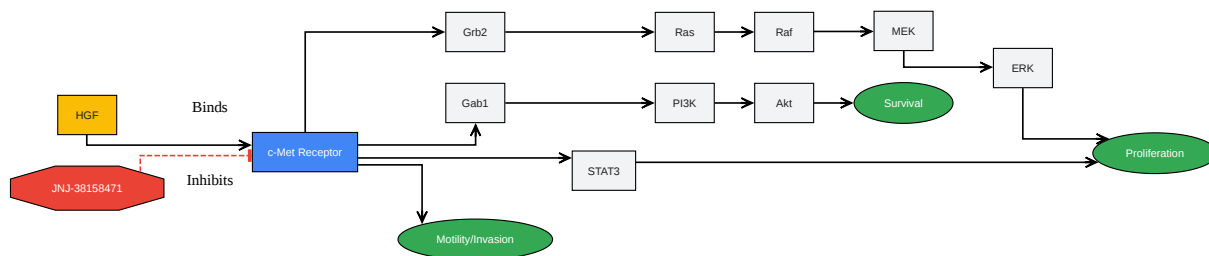 Grb2
Ras
Raf
MEK
ERK
HGF
Binds
Gab1
PI3K
Akt
Survival
c-Met Receptor
Proliferation
JNJ-38158471
Inhibits
STAT3
Motility/Invasion